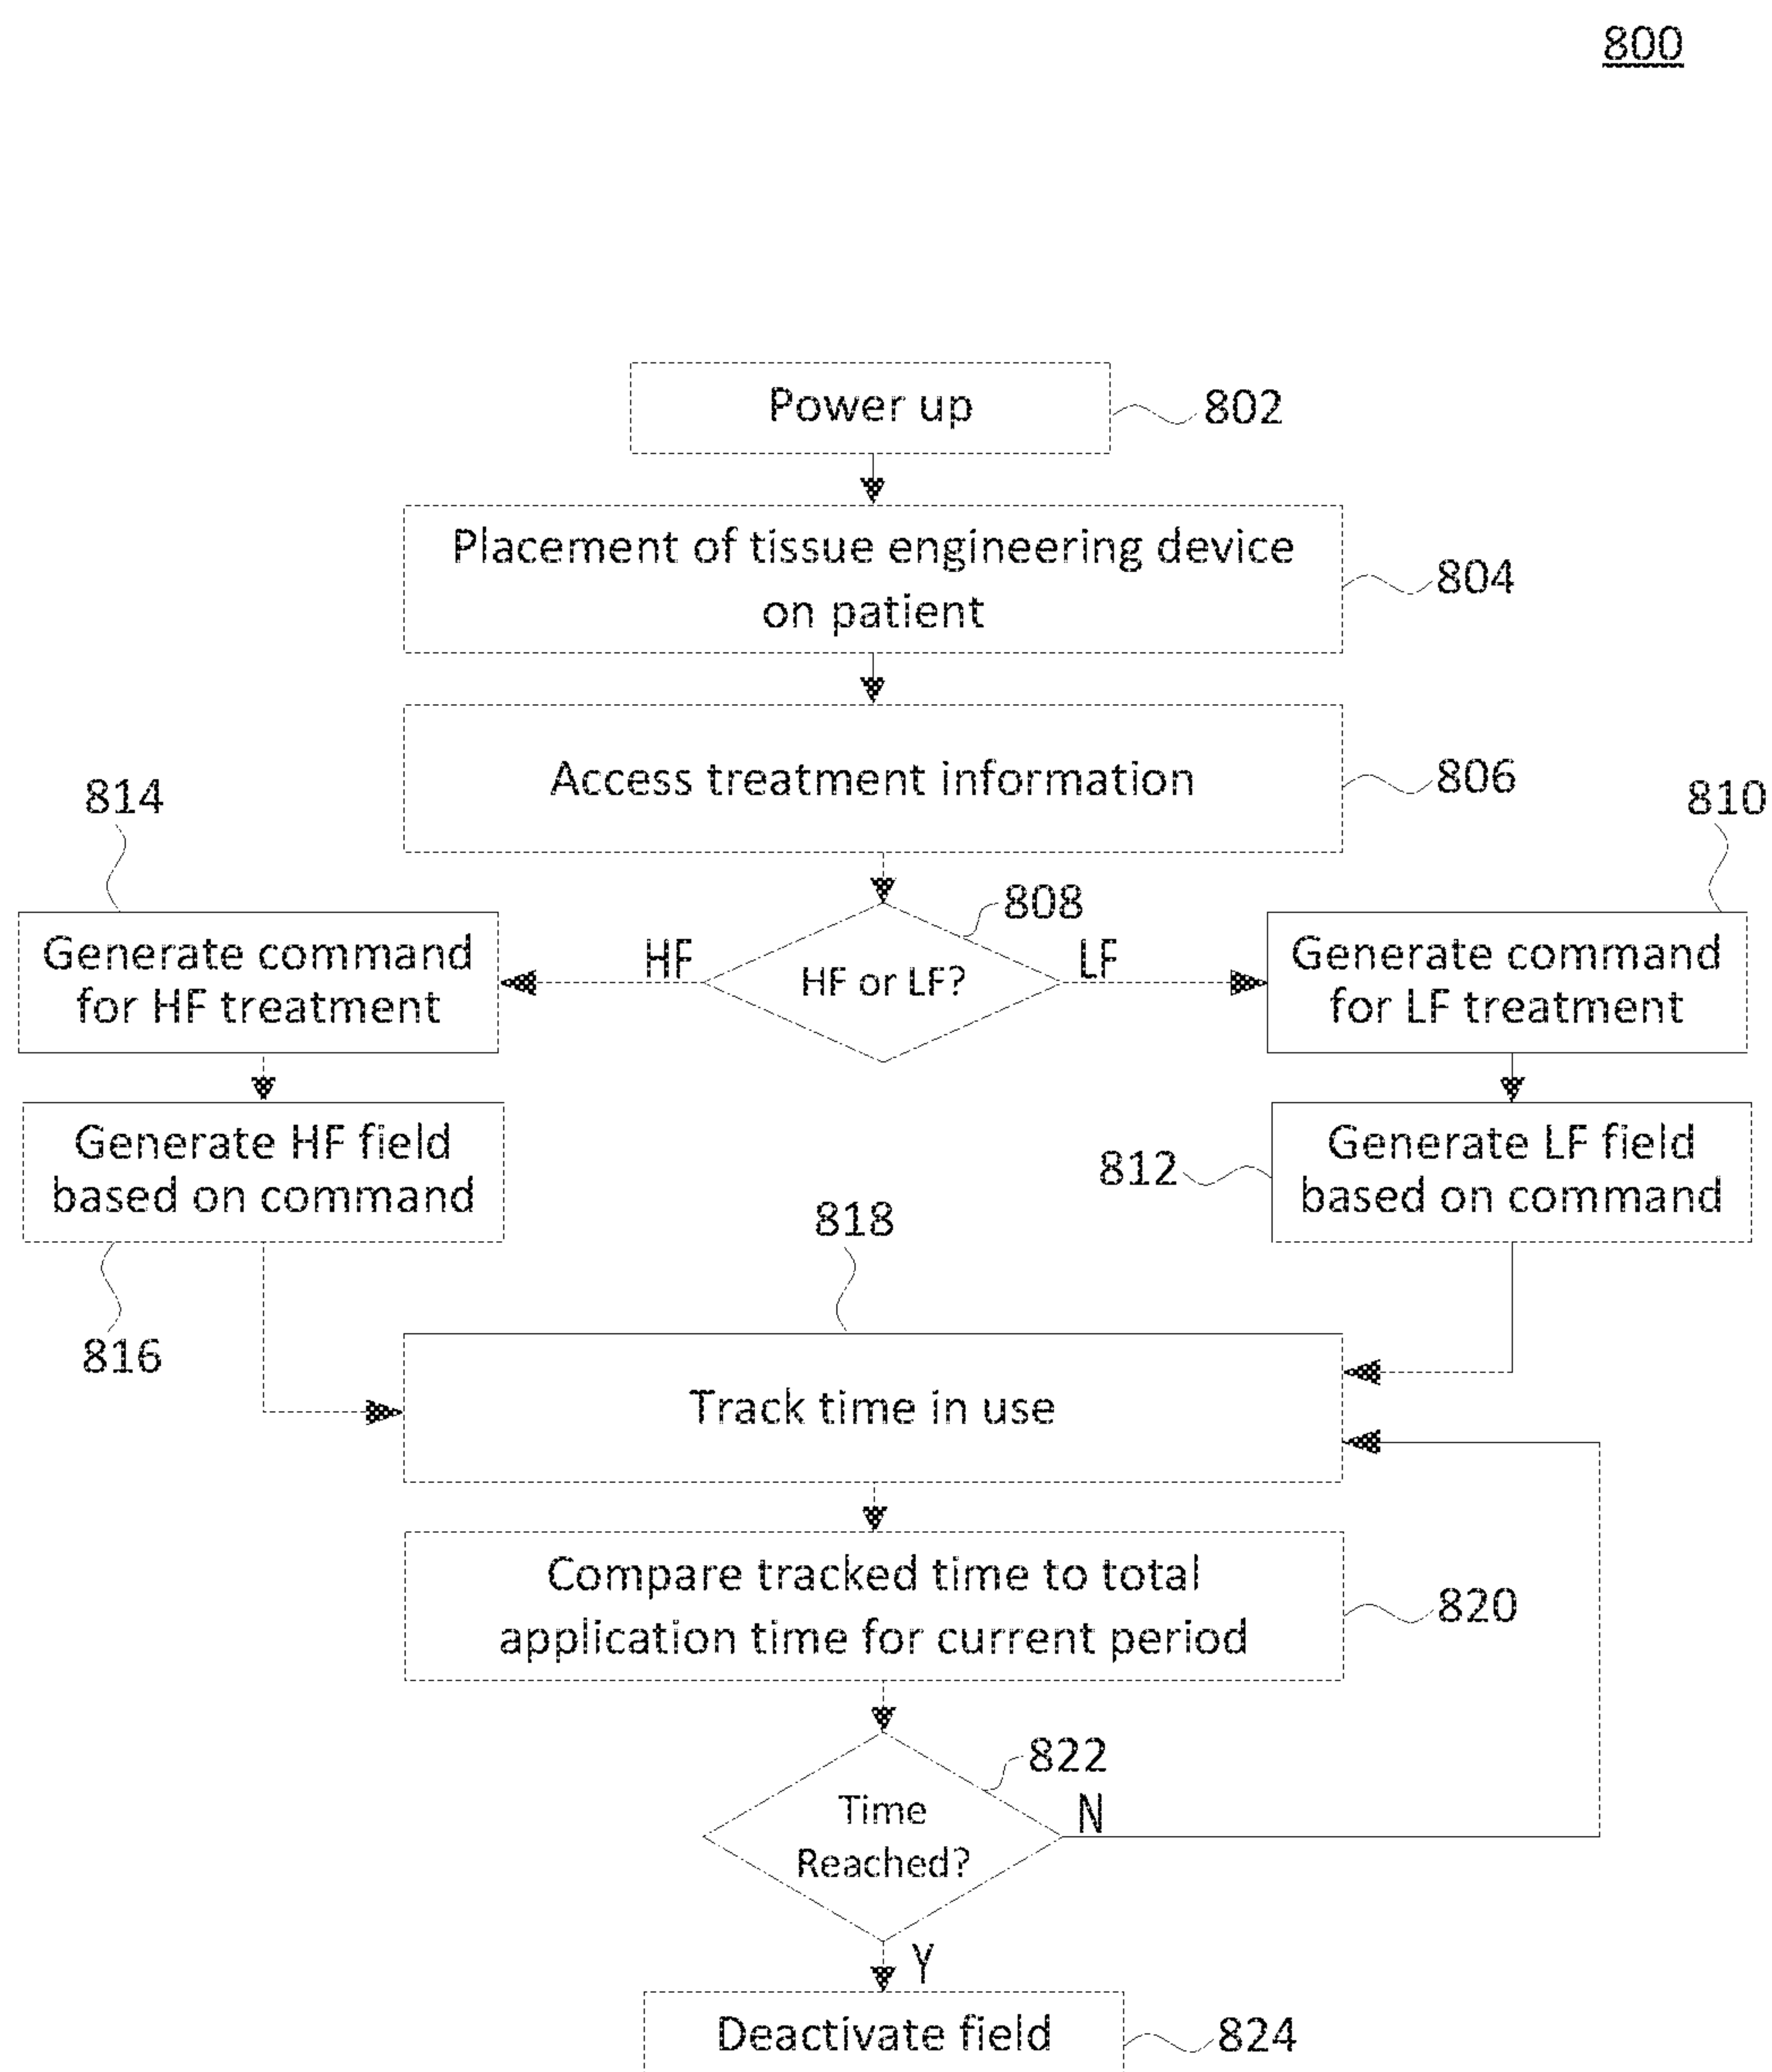 800
Power up
802
Placement of tissue engineering device
on patient
804
Access treatment information
806
814
810
808
Generate command
for HF treatment
HF
HF or LF?
LF
Generate command
for LF treatment
Generate HF field
based on command
812
Generate LF field
based on command
816
818
Track time in use
Compare tracked time to total
application time for current period
820
822
Time
Reached?
N
Y
Deactivate field
824